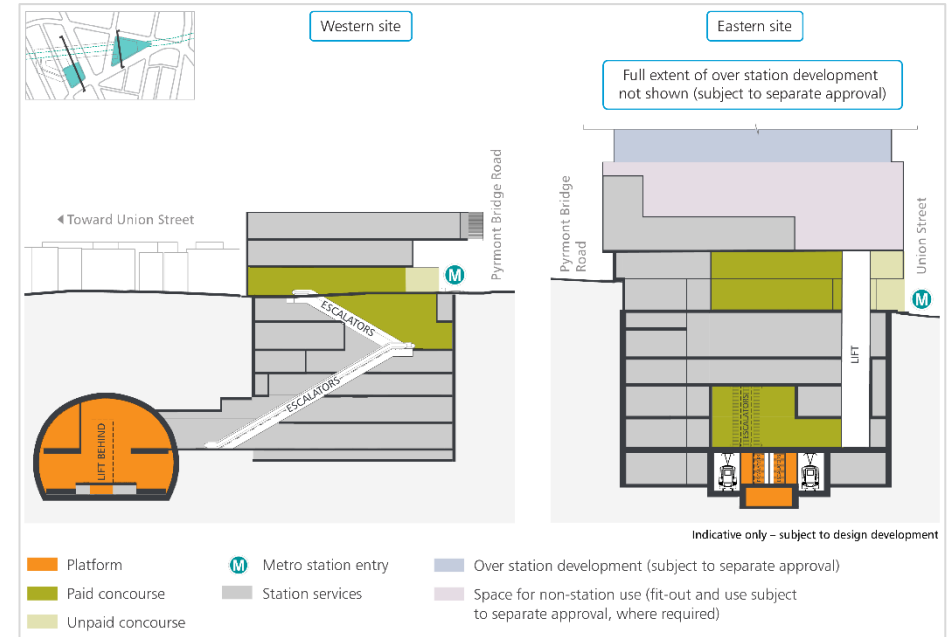 Western site
Eastern site
Full extent of over station development
not shown (subject to separate approval)
Toward Union Street
Pyrmont Bridge Road
M
ESCALATORS
ESCALATORS
LIFT BEHIND
Pyrmont Bridge
Road
Union Street
M
LIFT
ESCALATORS
Indicative only – subject to design development
Platform
Paid concourse
Unpaid concourse
M Metro station entry
Station services
Over station development (subject to separate approval)
Space for non-station use (fit-out and use subject
to separate approval, where required)